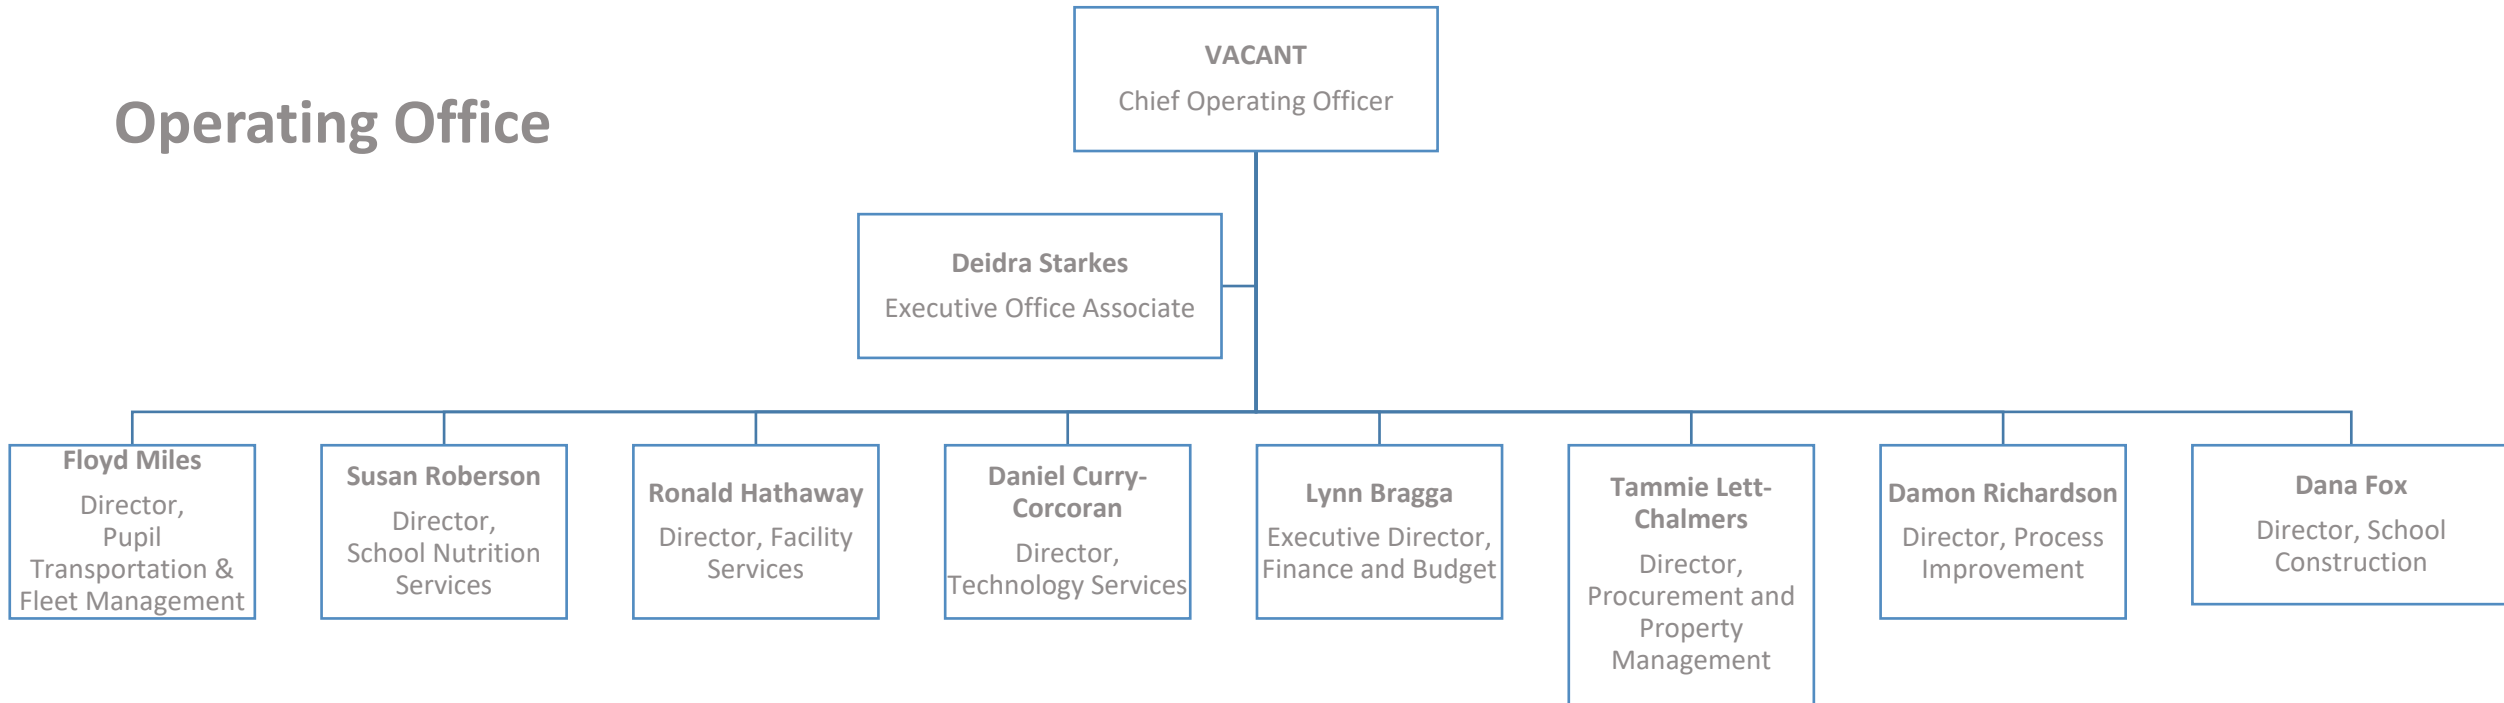 Operating Office
VACANT
Chief Operating Officer
Deidra Starkes
Executive Office Associate
Floyd Miles
Director,
Pupil
Transportation &
Fleet Management
Susan Roberson
Director,
School Nutrition
Services
Ronald Hathaway
Director, Facility
Services
Daniel Curry-
Corcoran
Director,
Technology Services
Lynn Bragga
Executive Director,
Finance and Budget
Tammie Lett-
Chalmers
Director,
Procurement and
Property
Management
Damon Richardson
Director, Process
Improvement
Dana Fox
Director, School
Construction